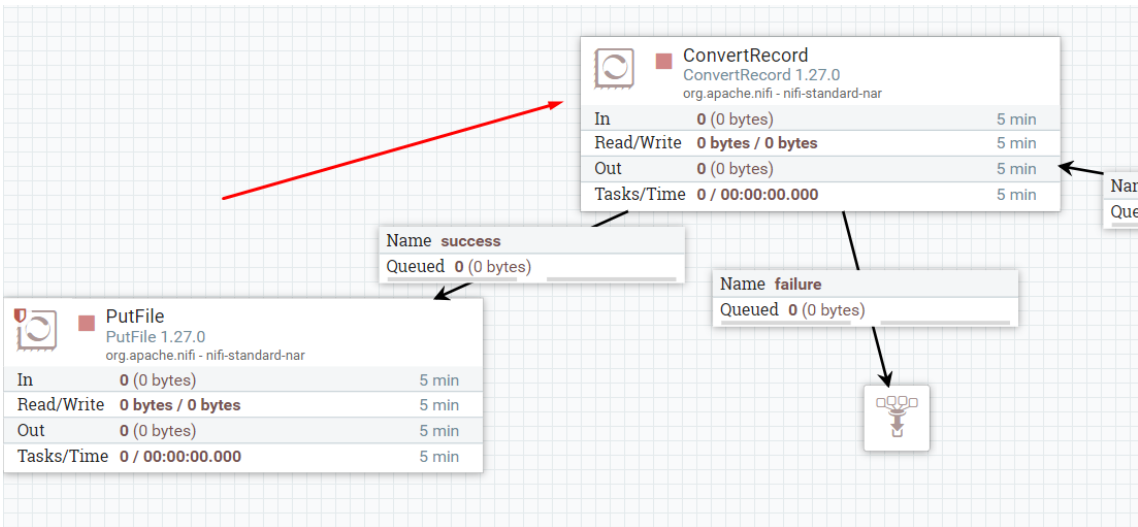 ConvertRecord
ConvertRecord 1.27.0
org.apache.nifi - nifi-standard-nar
In 0 (0 bytes) 5 min
Read/Write 0 bytes / 0 bytes 5 min
Out 0 (0 bytes) 5 min
Tasks/Time 0 / 00:00:00.000 5 min
Name success
Queued 0 (0 bytes)
Name failure
Queued 0 (0 bytes)
PutFile
PutFile 1.27.0
org.apache.nifi - nifi-standard-nar
In 0 (0 bytes) 5 min
Read/Write 0 bytes / 0 bytes 5 min
Out 0 (0 bytes) 5 min
Tasks/Time 0 / 00:00:00.000 5 min